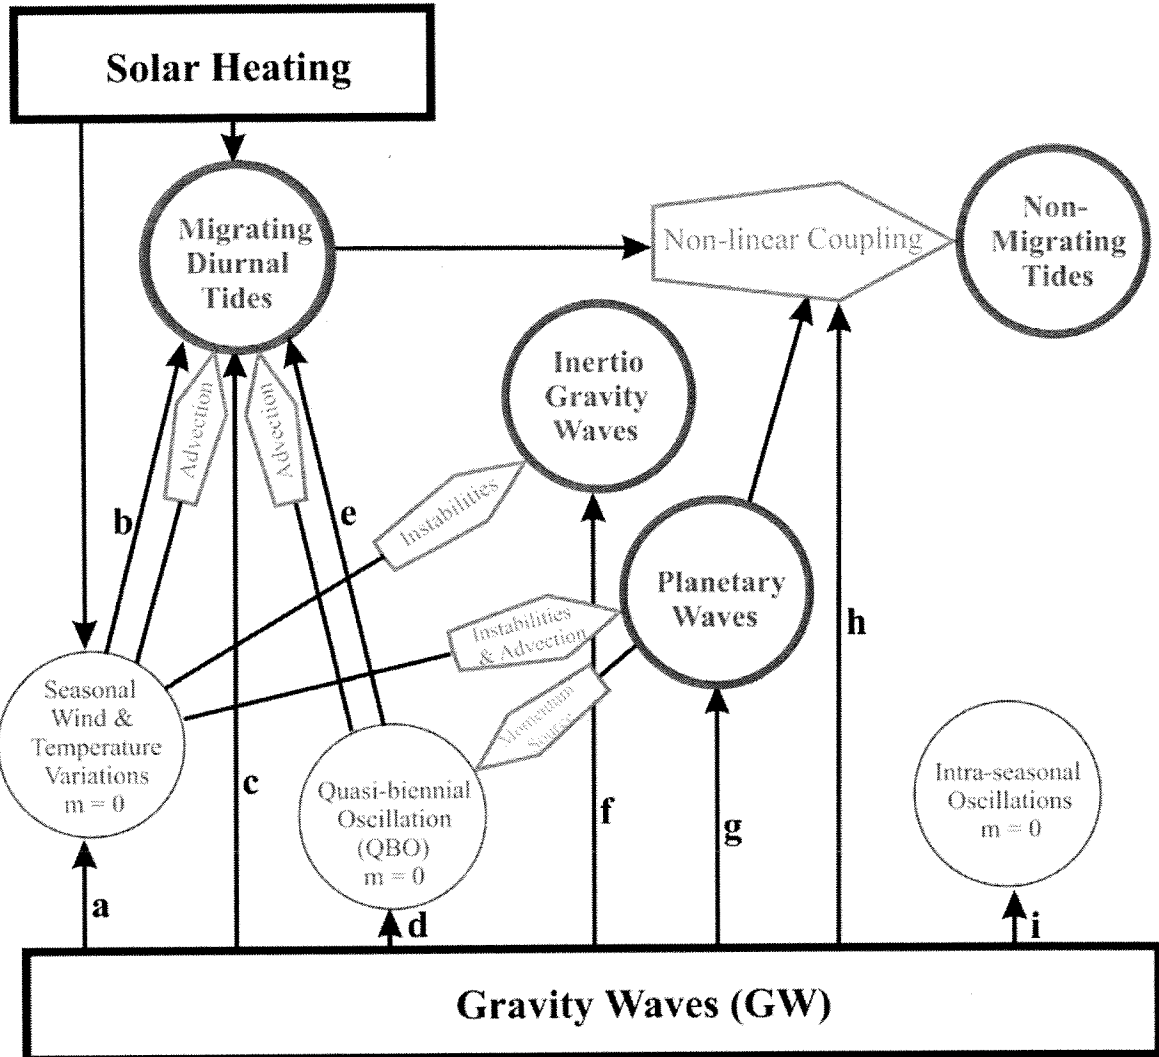 Solar Heating
Migrating
Diurnal
Tides
Non-linear Coupling
Non-
Migrating
Tides
Inertio
Gravity
Waves
Advection
Advection
b
e
Instabilities
Planetary
Waves
Instabilities
& Advection
h
Momentum
Source
Seasonal
Wind &
Temperature
Variations
m = 0
c
Quasi-biennial
Oscillation
(QBO)
m = 0
f
g
Intra-seasonal
Oscillations
m = 0
a
d
i
Gravity Waves (GW)